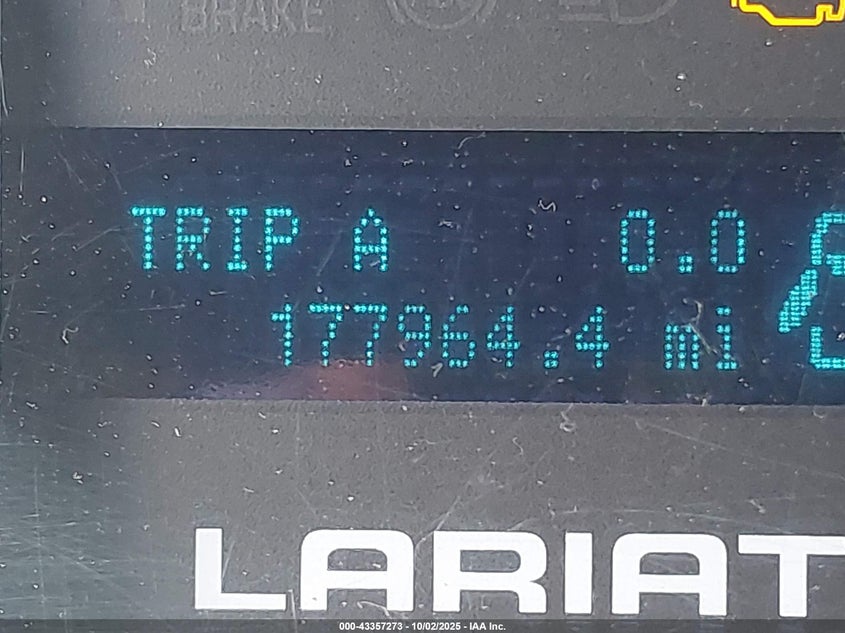 BRAKE
TRIP A 0.0
177964.4 mi
LARIAT
000-43357273 - 10/02/2025 - IAA Inc.